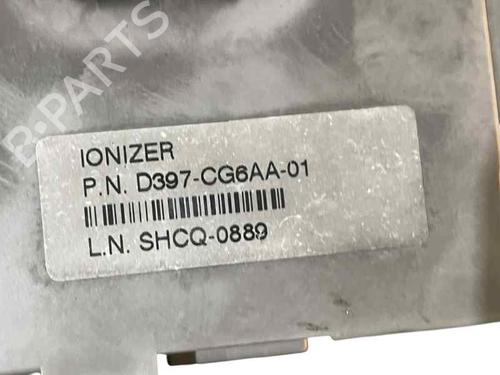 B-PARTS
IONIZER
P.N. D397-CG6AA-01
L.N. SHCQ-0889